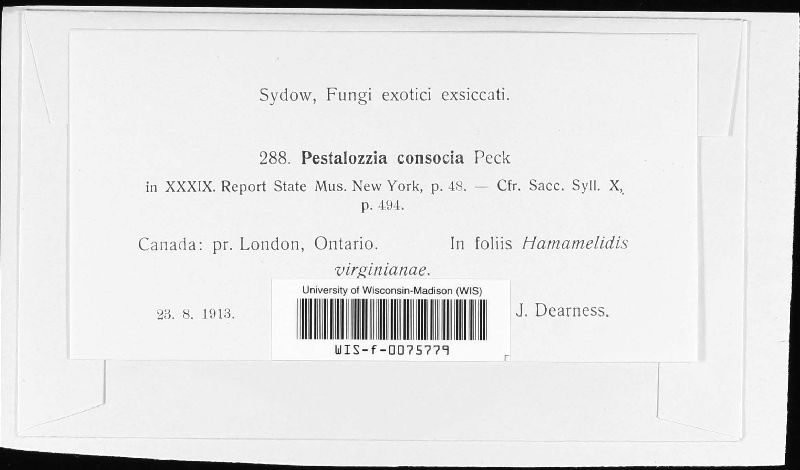 Sydow, Fungi exotici exsiccati.
288. Pestalozzia consocia Peck
in XXXIX. Report State Mus. New York, p. 48. — Cfr. Sacc. Syll. X,
p. 494.
Canada: pr. London, Ontario. In foliis Hamamelidis
virginianae.
23. 8. 1913. J. Dearness.
University of Wisconsin-Madison (WIS)
WIS-f-0075779